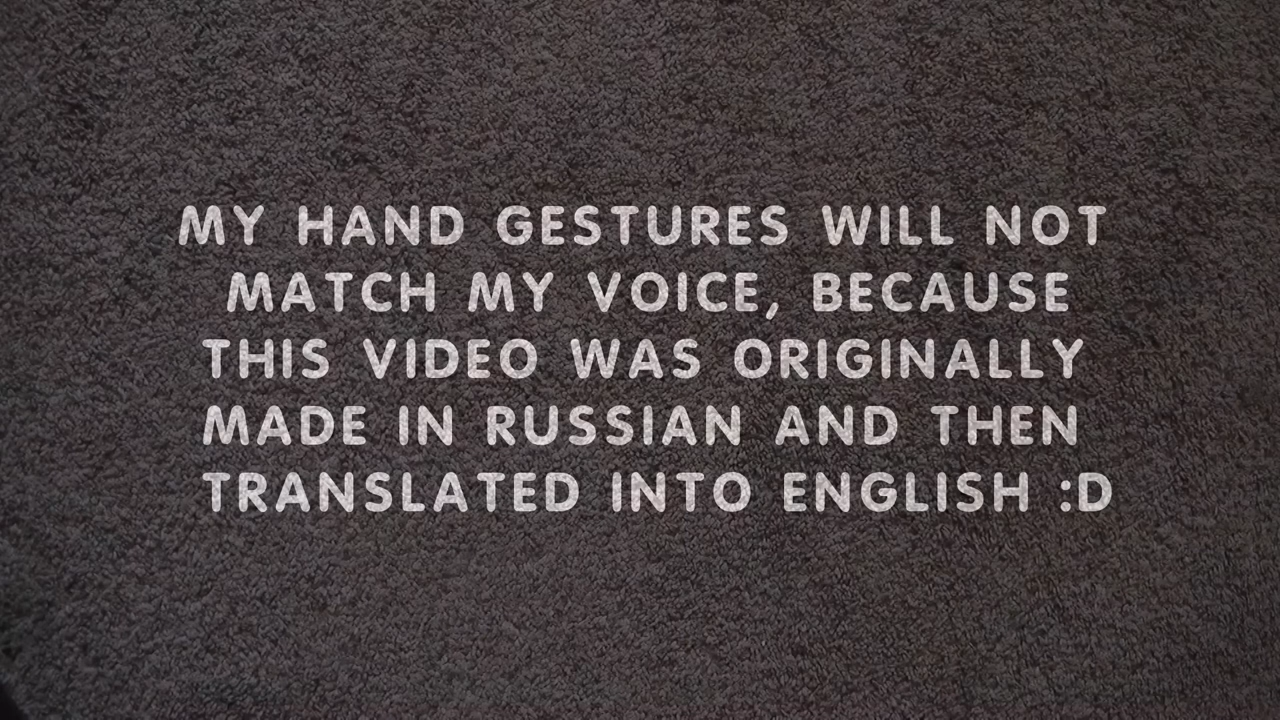 MY HAND GESTURES WILL NOT
MATCH MY VOICE, BECAUSE
THIS VIDEO WAS ORIGINALLY
MADE IN RUSSIAN AND THEN
TRANSLATED INTO ENGLISH :D